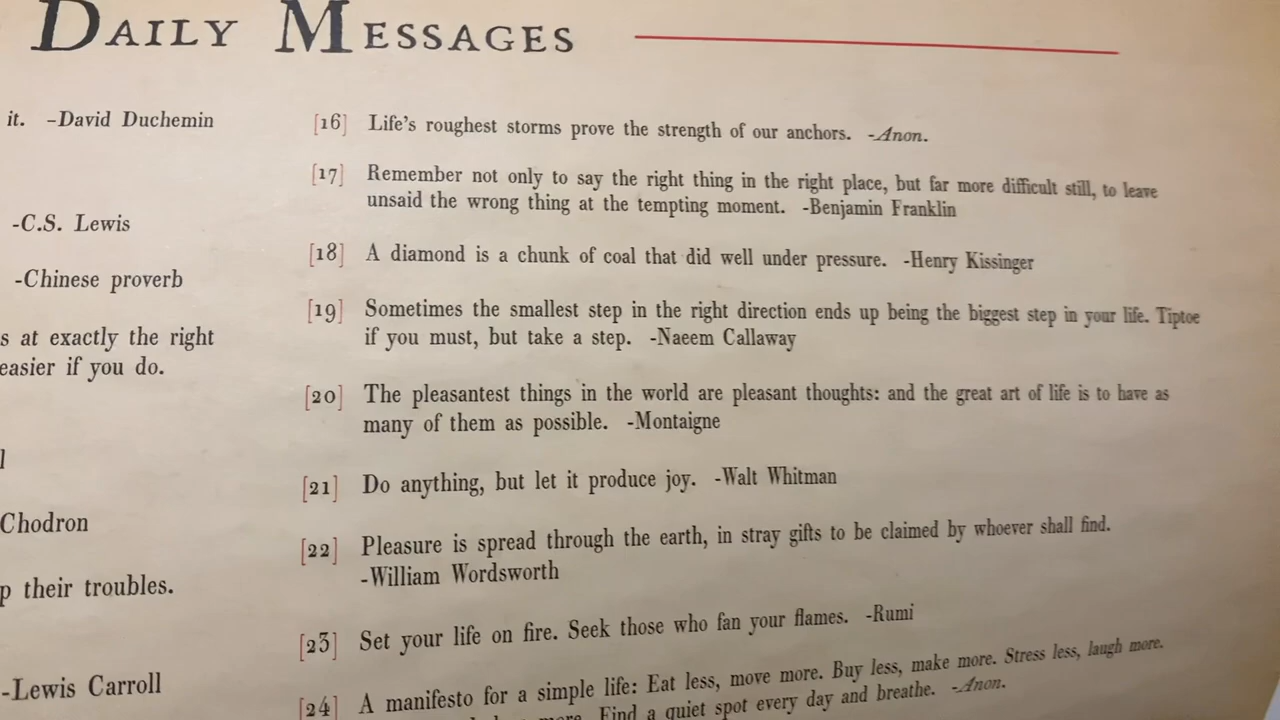 DAILY MESSAGES
it. -David Duchemin
-C.S. Lewis
-Chinese proverb
s at exactly the right
easier if you do.
l
Chodron
p their troubles.
-Lewis Carroll
[16] Life's roughest storms prove the strength of our anchors. -Anon.
[17] Remember not only to say the right thing in the right place, but far more difficult still, to leave
unsaid the wrong thing at the tempting moment. -Benjamin Franklin
[18] A diamond is a chunk of coal that did well under pressure. -Henry Kissinger
[19] Sometimes the smallest step in the right direction ends up being the biggest step in your life. Tiptoe
if you must, but take a step. -Naeem Callaway
[20] The pleasantest things in the world are pleasant thoughts: and the great art of life is to have as
many of them as possible. -Montaigne
[21] Do anything, but let it produce joy. -Walt Whitman
[22] Pleasure is spread through the earth, in stray gifts to be claimed by whoever shall find.
-William Wordsworth
[23] Set your life on fire. Seek those who fan your flames. -Rumi
[24] A manifesto for a simple life: Eat less, move more. Buy less, make more. Stress less, laugh more.
more. Find a quiet spot every day and breathe. -Anon.